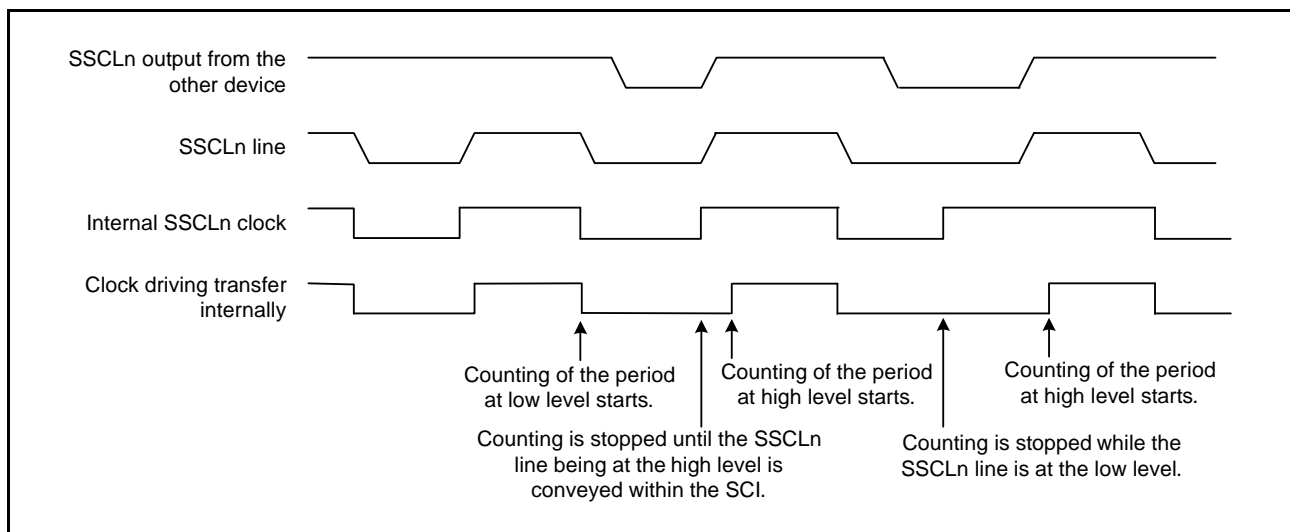 SSCLn output from the
other device
SSCLn line
Internal SSCLn clock
Clock driving transfer
internally
Counting of the period
at low level starts.
Counting of the period
at high level starts.
Counting of the period
at high level starts.
Counting is stopped until the SSCLn
line being at the high level is
conveyed within the SCI.
Counting is stopped while the
SSCLn line is at the low level.